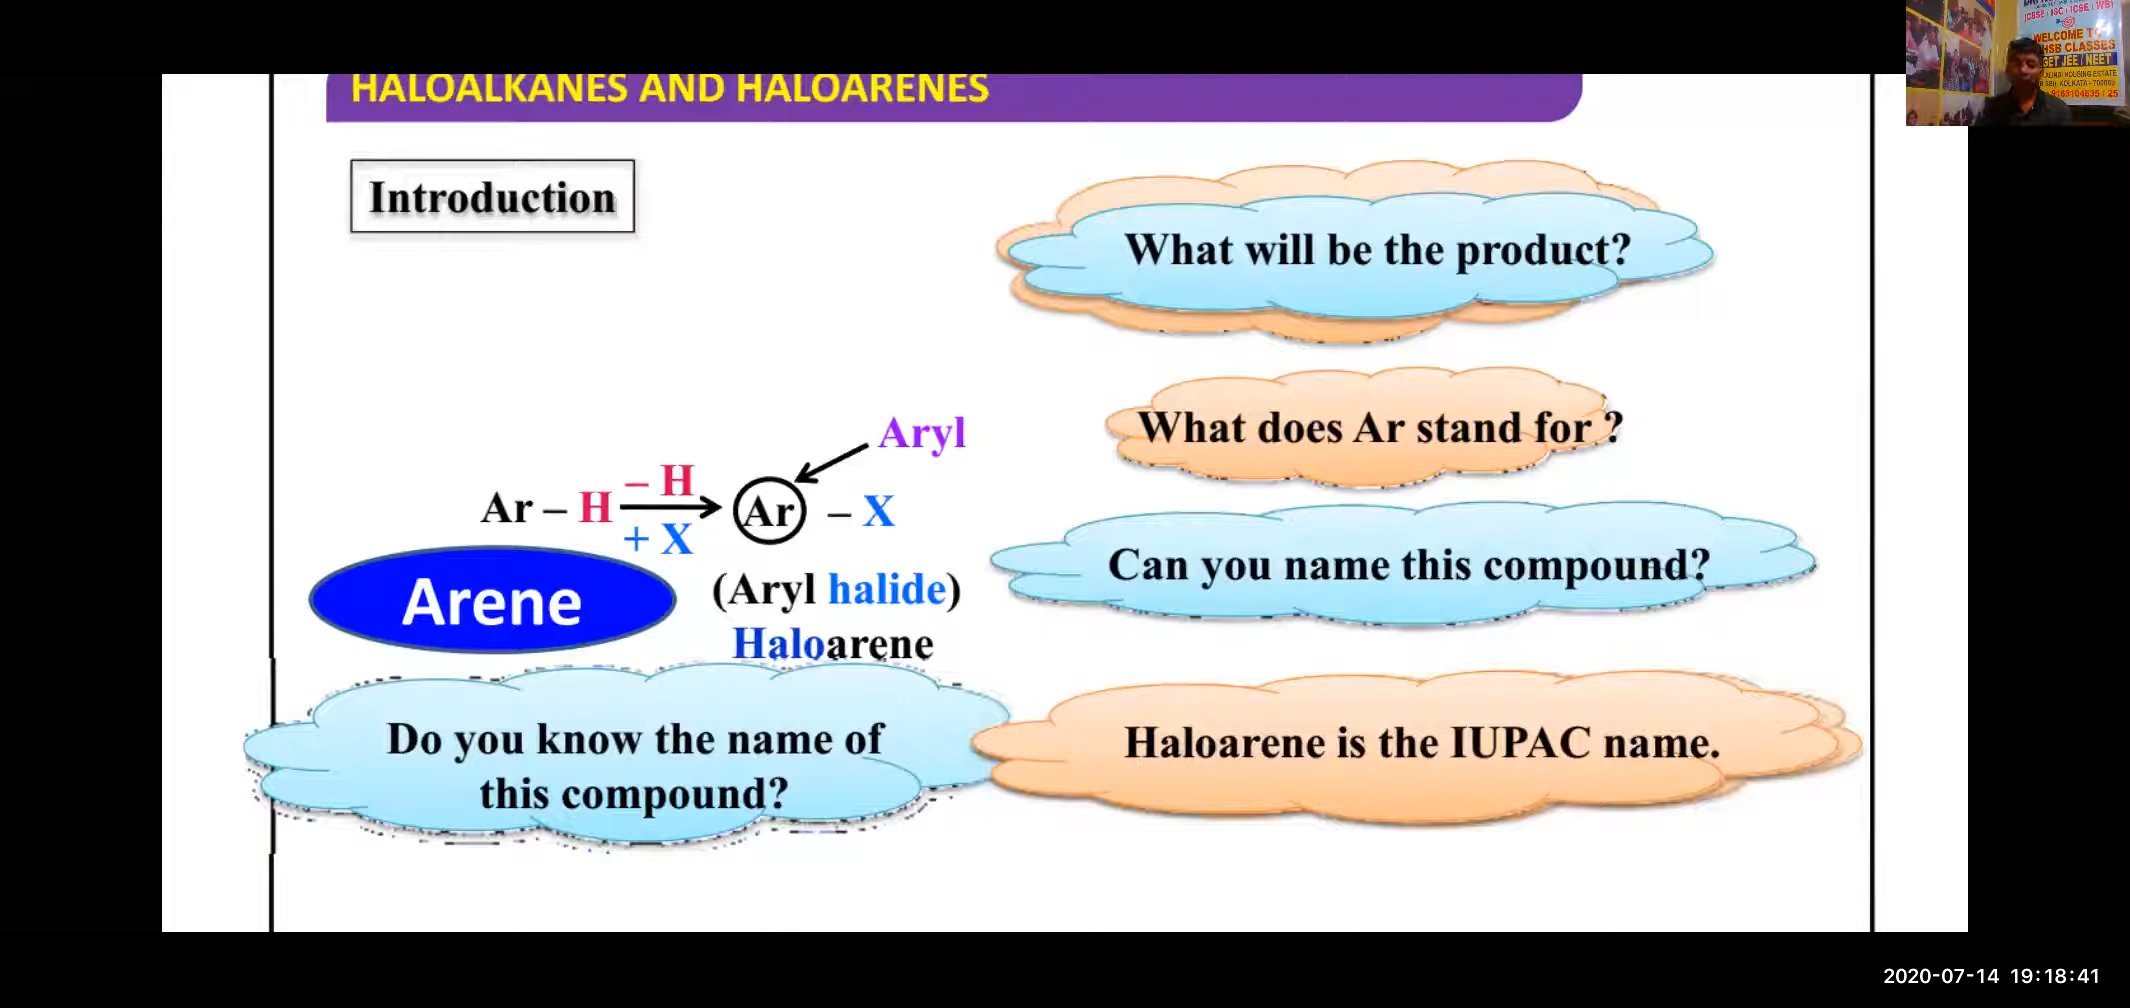 HALOALKANES AND HALOARENES
Introduction
What will be the product?
What does Ar stand for ?
Aryl
– H
Ar – H Ar – X
+ X
Can you name this compound?
Arene
(Aryl halide)
Haloarene
Do you know the name of
this compound?
Haloarene is the IUPAC name.
WELCOME TO
HSB CLASSES
GET JEE / NEET
2020-07-14 19:18:41